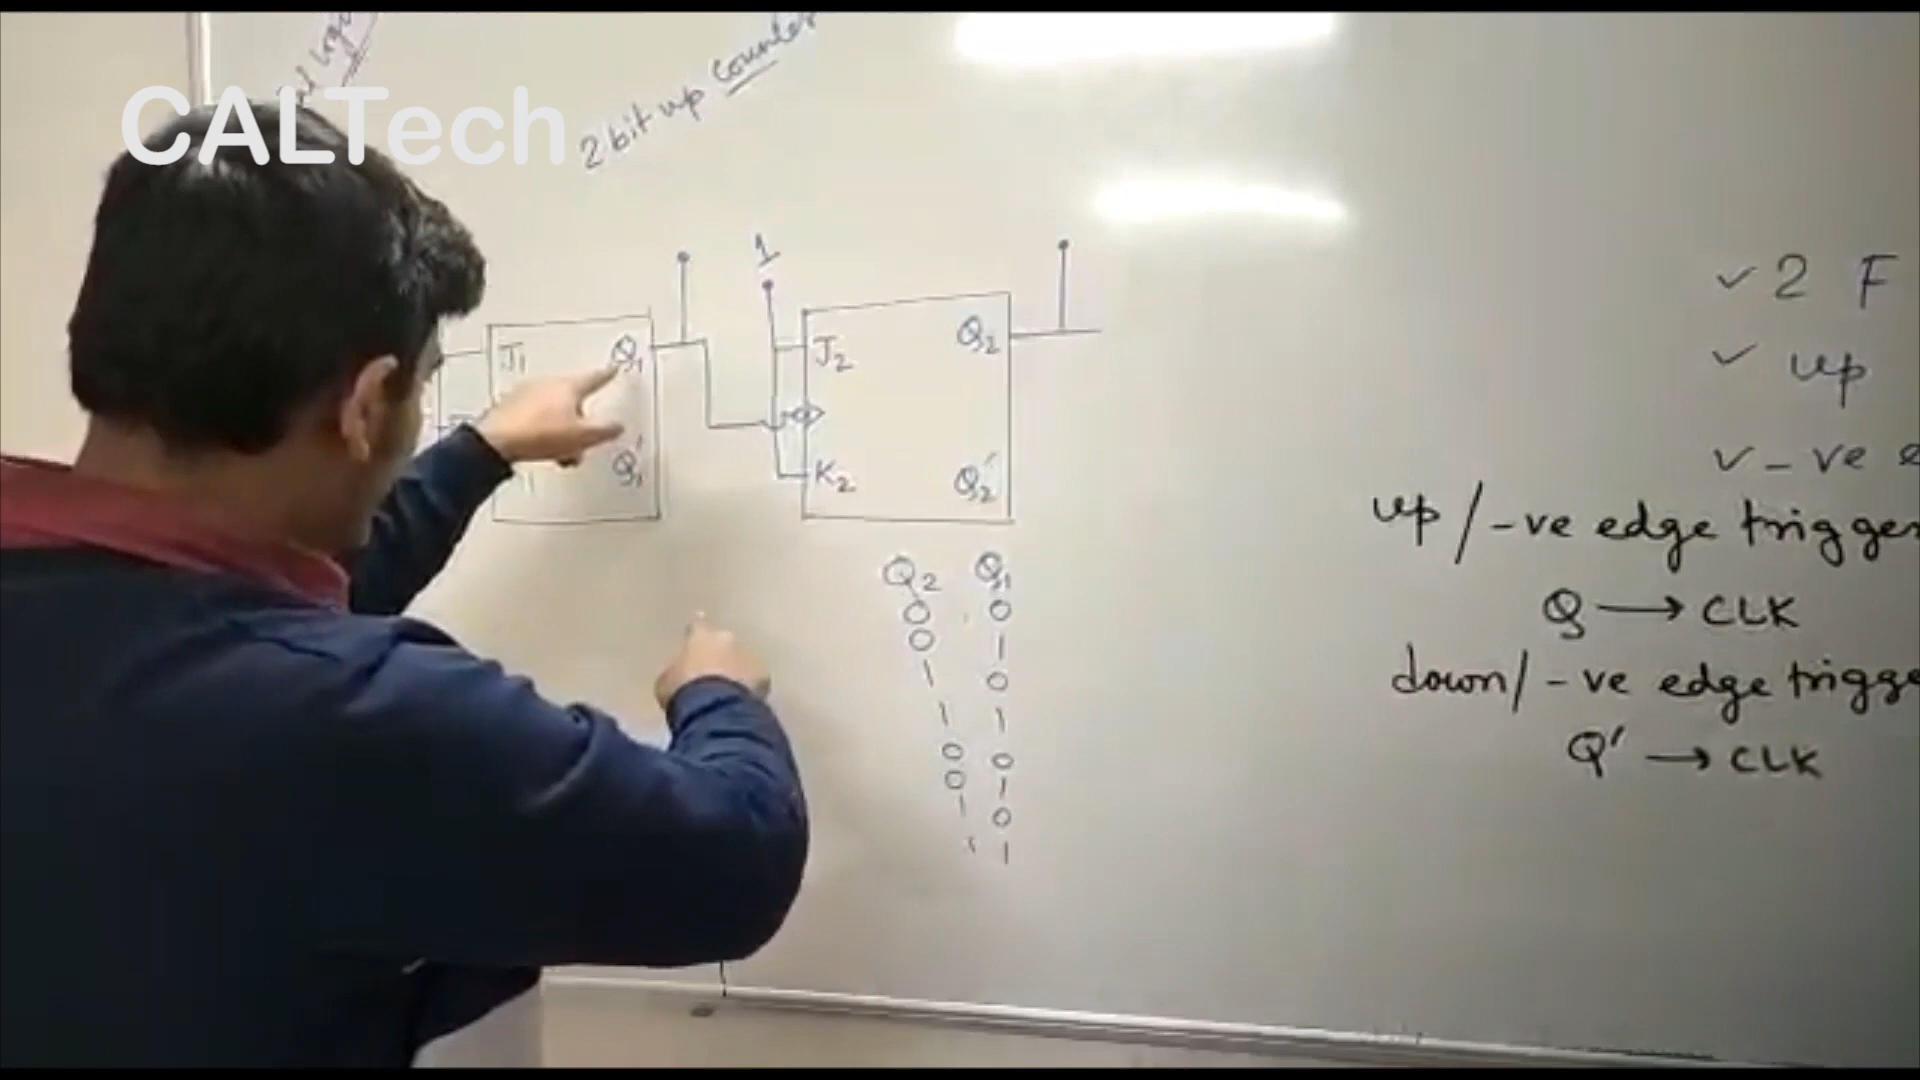 CALTech
2 bit up Counter
1
J₁ Q₁
Q₁'
J₂ Q₂
K₂ Q₂'
Q₂ Q₁
0 0
0 1
1 0
1 1
0 0
0 1
1 0
1 1
✓ 2 F
✓ up
✓ -ve e
up / -ve edge trigger
Q → CLK
down / -ve edge trigge
Q' → CLK